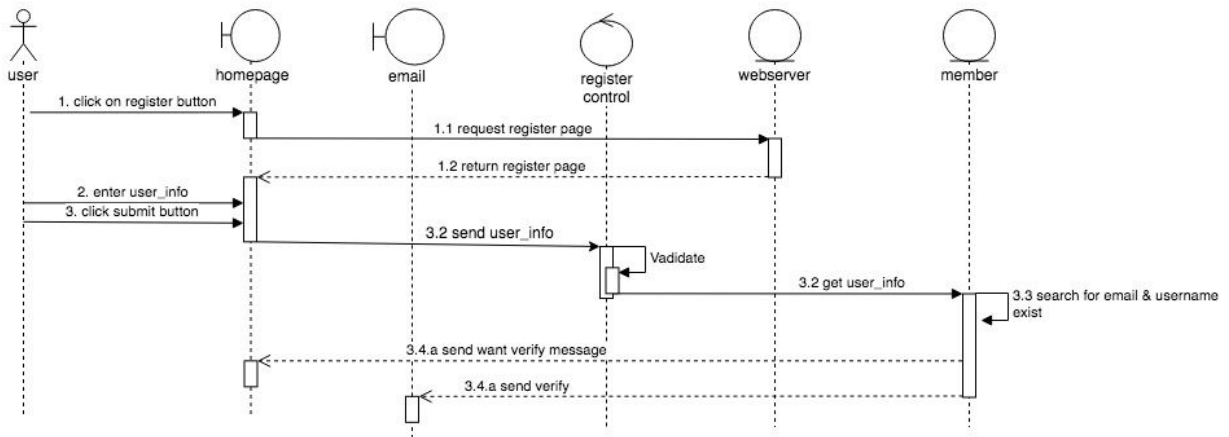 user
homepage
email
register
control
webserver
member
1. click on register button
1.1 request register page
1.2 return register page
2. enter user_info
3. click submit button
3.2 send user_info
Vadidate
3.2 get user_info
3.3 search for email & username
exist
3.4.a send want verify message
3.4.a send verify